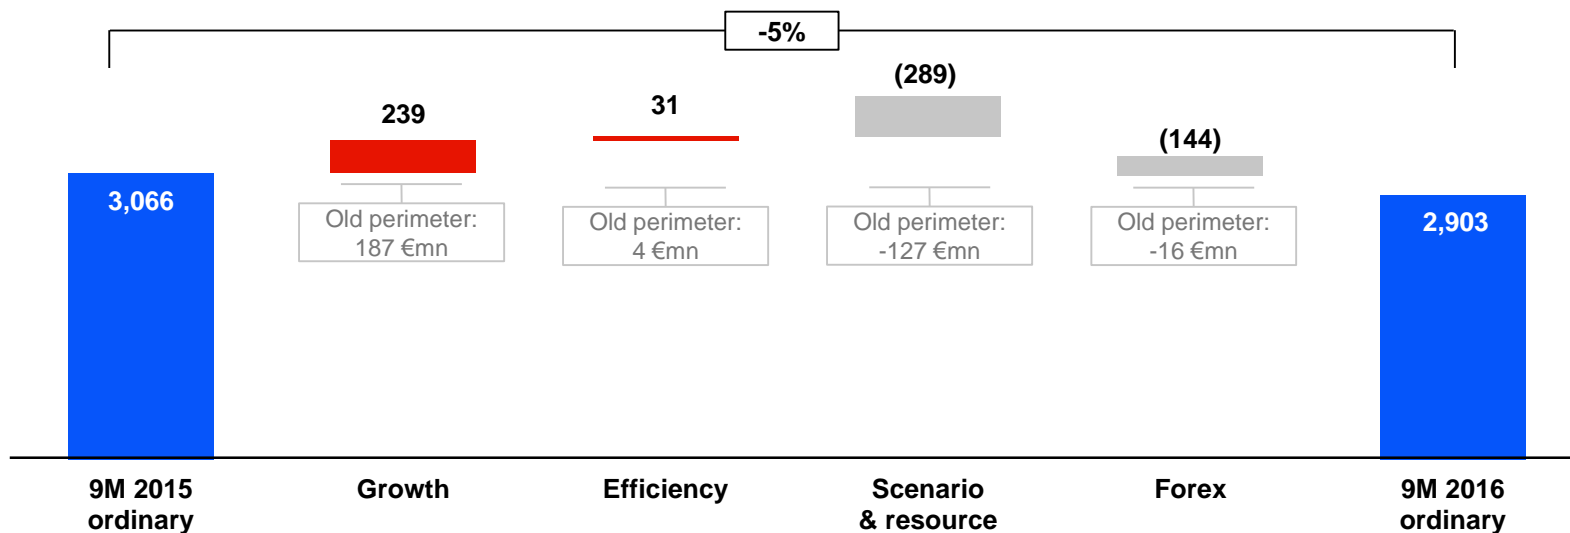 -5%
239
31
(289)
(144)
3,066
2,903
Old perimeter:
187 €mn
Old perimeter:
4 €mn
Old perimeter:
-127 €mn
Old perimeter:
-16 €mn
9M 2015
ordinary
Growth
Efficiency
Scenario
& resource
Forex
9M 2016
ordinary